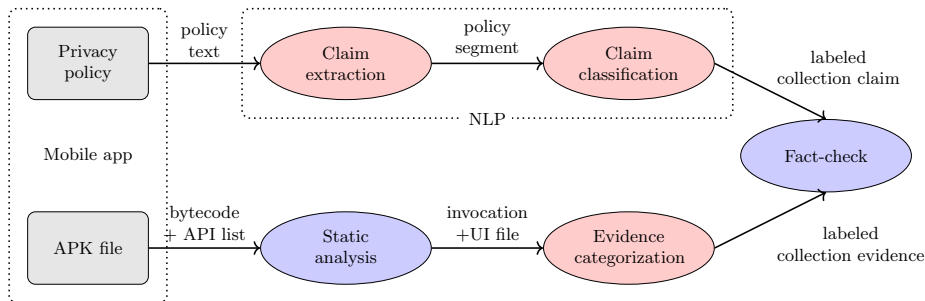 Privacy
policy
policy
text
Claim
extraction
policy
segment
Claim
classification
labeled
collection claim
NLP
Mobile app
Fact-check
APK file
bytecode
+ API list
Static
analysis
invocation
+UI file
Evidence
categorization
labeled
collection evidence